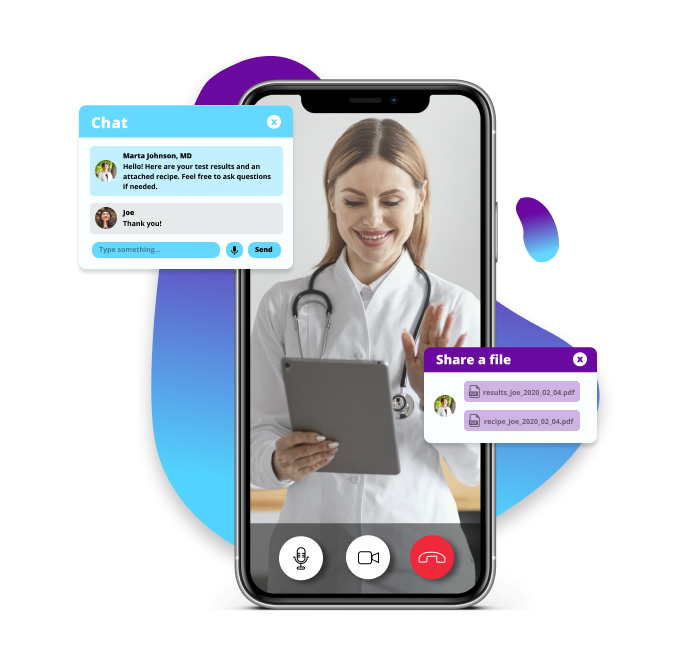 Chat
x
Marta Johnson, MD
Hello! Here are your test results and an
attached recipe. Feel free to ask questions
if needed.
Joe
Thank you!
Type something...
Send
Share a file
x
results_joe_2020_02_04.pdf
recipe_joe_2020_02_04.pdf